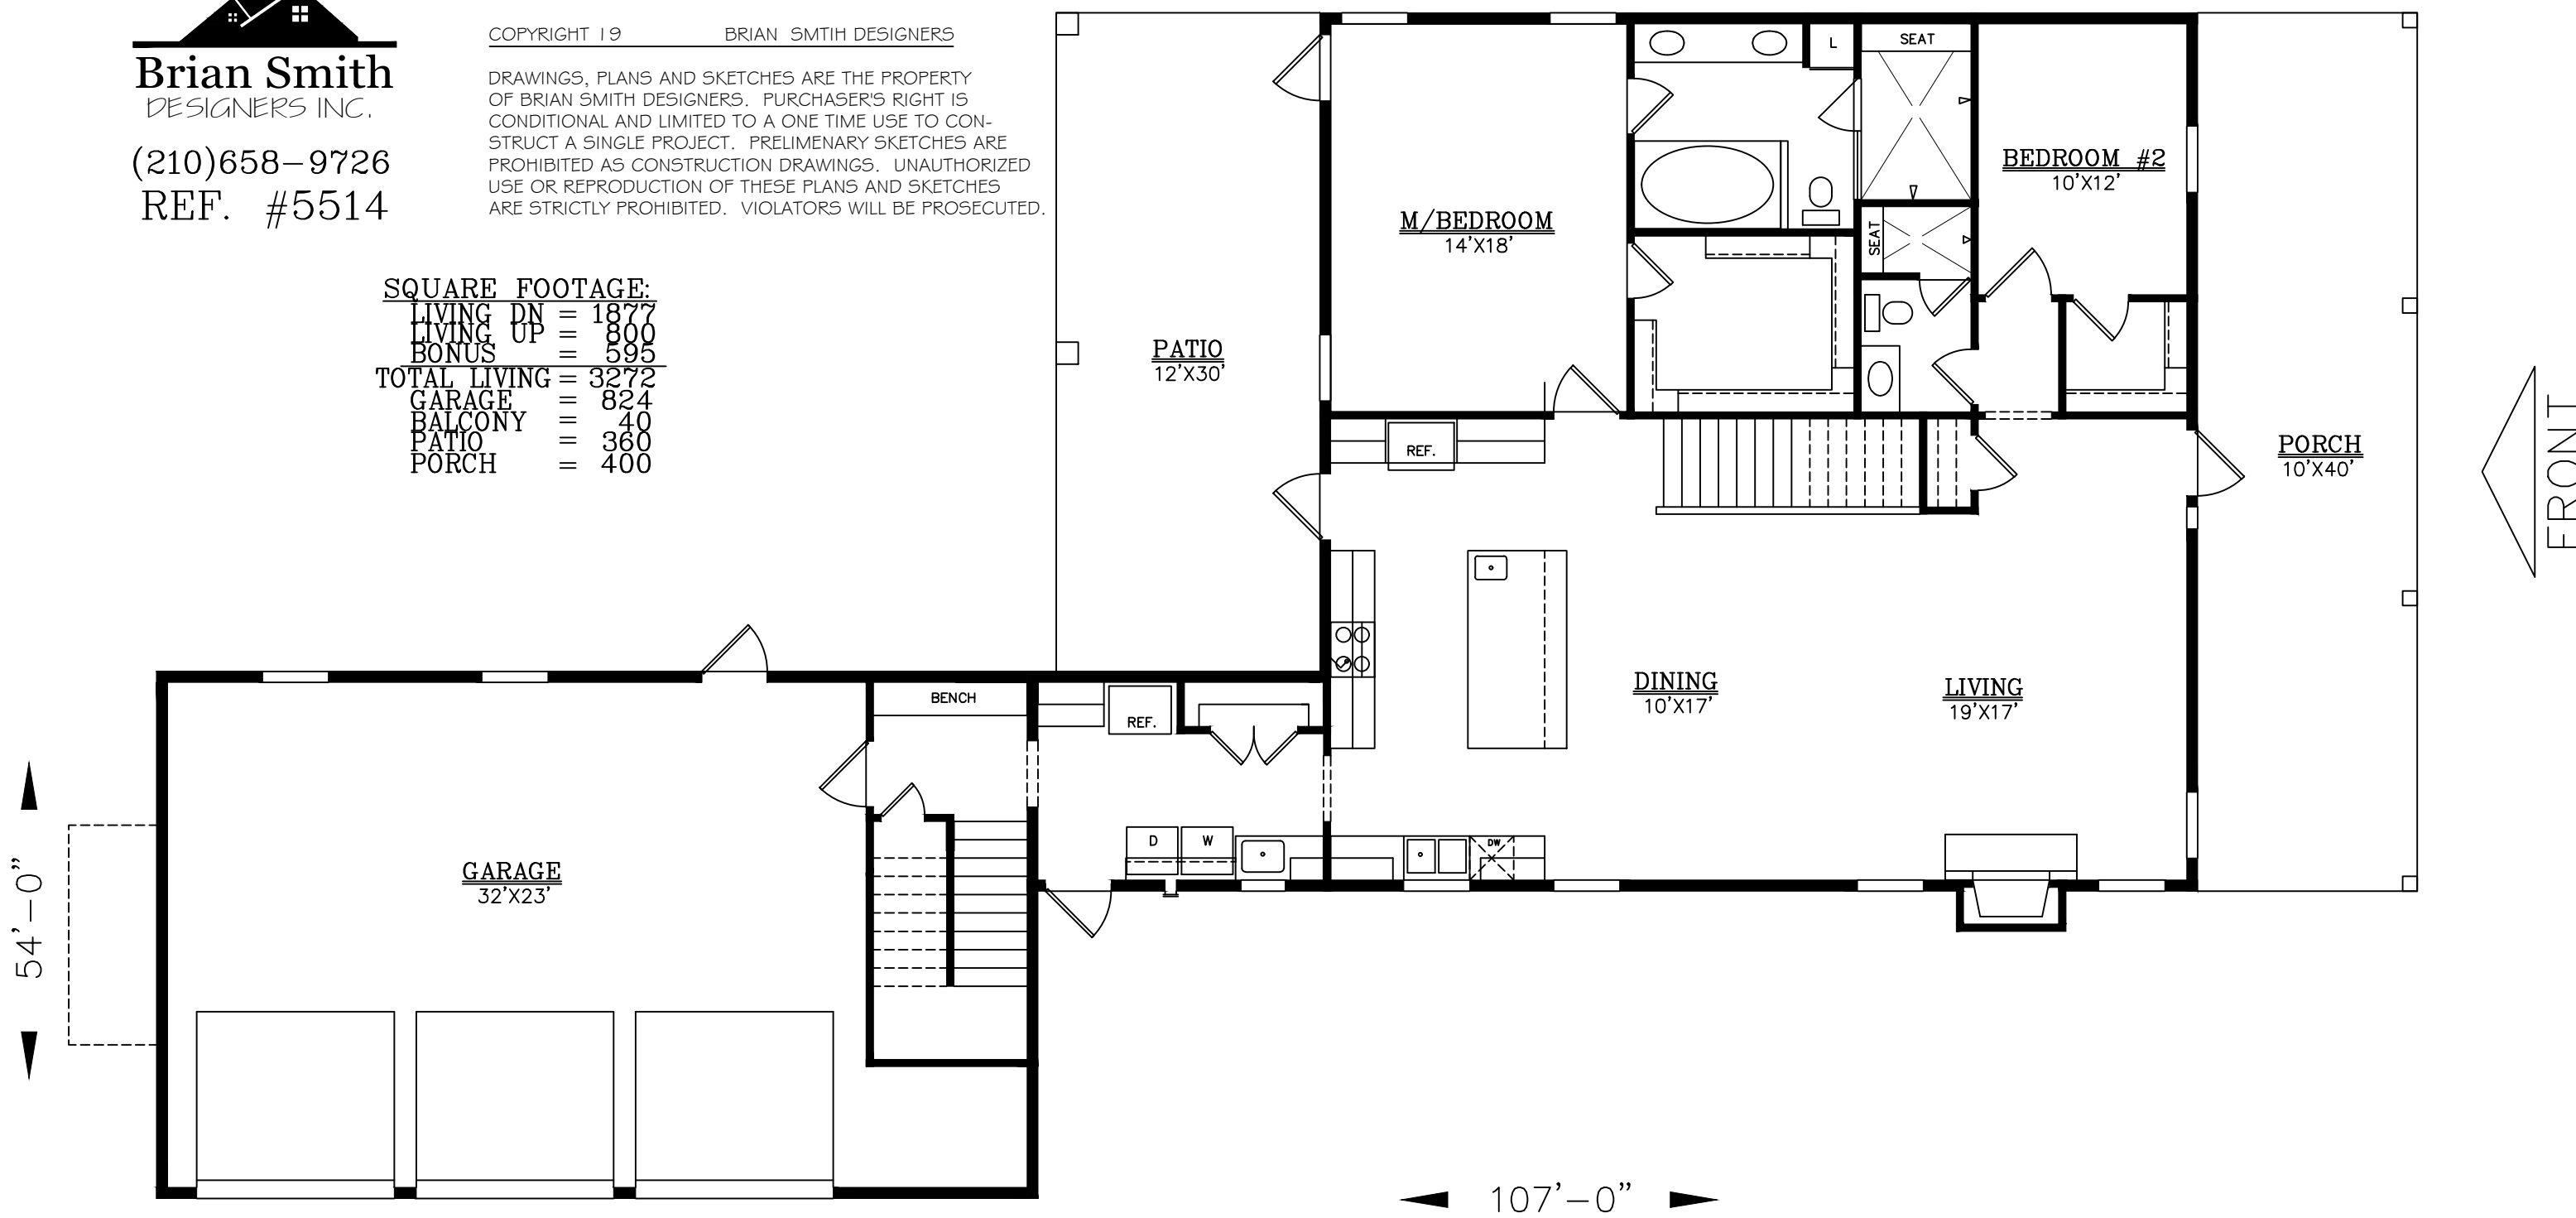 Brian Smith
DESIGNERS INC.
(210)658-9726
REF. #5514
COPYRIGHT 19 BRIAN SMTIH DESIGNERS
DRAWINGS, PLANS AND SKETCHES ARE THE PROPERTY
OF BRIAN SMITH DESIGNERS. PURCHASER'S RIGHT IS
CONDITIONAL AND LIMITED TO A ONE TIME USE TO CON-
STRUCT A SINGLE PROJECT. PRELIMENARY SKETCHES ARE
PROHIBITED AS CONSTRUCTION DRAWINGS. UNAUTHORIZED
USE OR REPRODUCTION OF THESE PLANS AND SKETCHES
ARE STRICTLY PROHIBITED. VIOLATORS WILL BE PROSECUTED.
SQUARE FOOTAGE:
LIVING DN = 1877
LIVING UP = 800
BONUS = 595
TOTAL LIVING = 3272
GARAGE = 824
BALCONY = 40
PATIO = 360
PORCH = 400
PATIO
12'X30'
M/BEDROOM
14'X18'
L
SEAT
SEAT
BEDROOM #2
10'X12'
PORCH
10'X40'
FRONT
REF.
DINING
10'X17'
LIVING
19'X17'
BENCH
REF.
D
W
DW
GARAGE
32'X23'
54'-0"
107'-0"